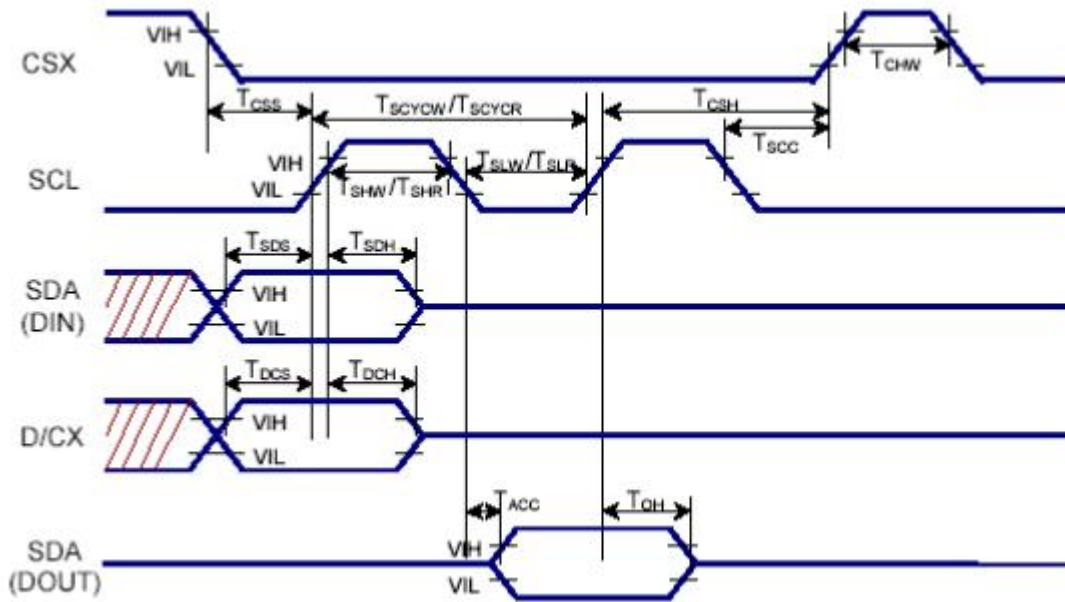 VIH
CSX
VIL
TCHW
TCSS
TSCYCW/TSCYCR
TCSH
TSCC
VIH
TSLW/TSLR
SCL
VIL
TSHW/TSHR
TSDS
TSDH
SDA
(DIN)
VIH
VIL
TDCS
TDCH
D/CX
VIH
VIL
TACC
TOH
SDA
(DOUT)
VIH
VIL